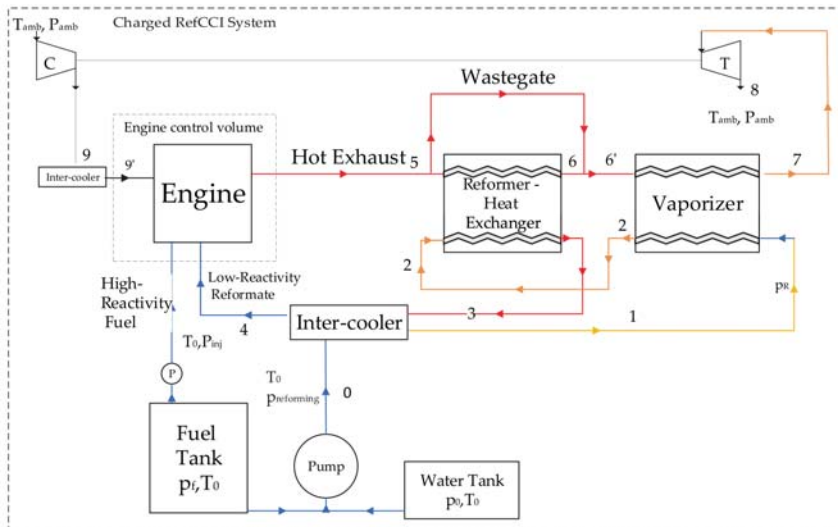 Tamb, Pamb
Charged RefCCI System
C
T
8
Tamb, Pamb
Wastegate
Engine control volume
9
9'
Inter-cooler
Engine
Hot Exhaust
5
6
6'
7
Reformer -
Heat
Exchanger
Vaporizer
2
2
High-
Reactivity
Fuel
Low-Reactivity
Reformate
pR
3
4
Inter-cooler
1
T0,Pinj
P
T0
preforming
0
Fuel
Tank
pf,T0
Pump
Water Tank
p0,T0